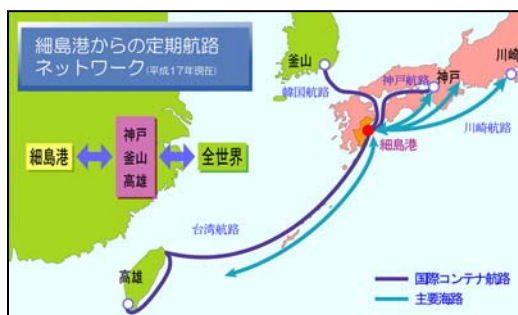 細島港からの定期航路
ネットワーク(平成17年現在)
釜山
韓国航路
神戸航路
神戸
川崎
川崎航路
細島港
細島港
神戸
釜山
高雄
全世界
台湾航路
高雄
国際コンテナ航路
主要海路